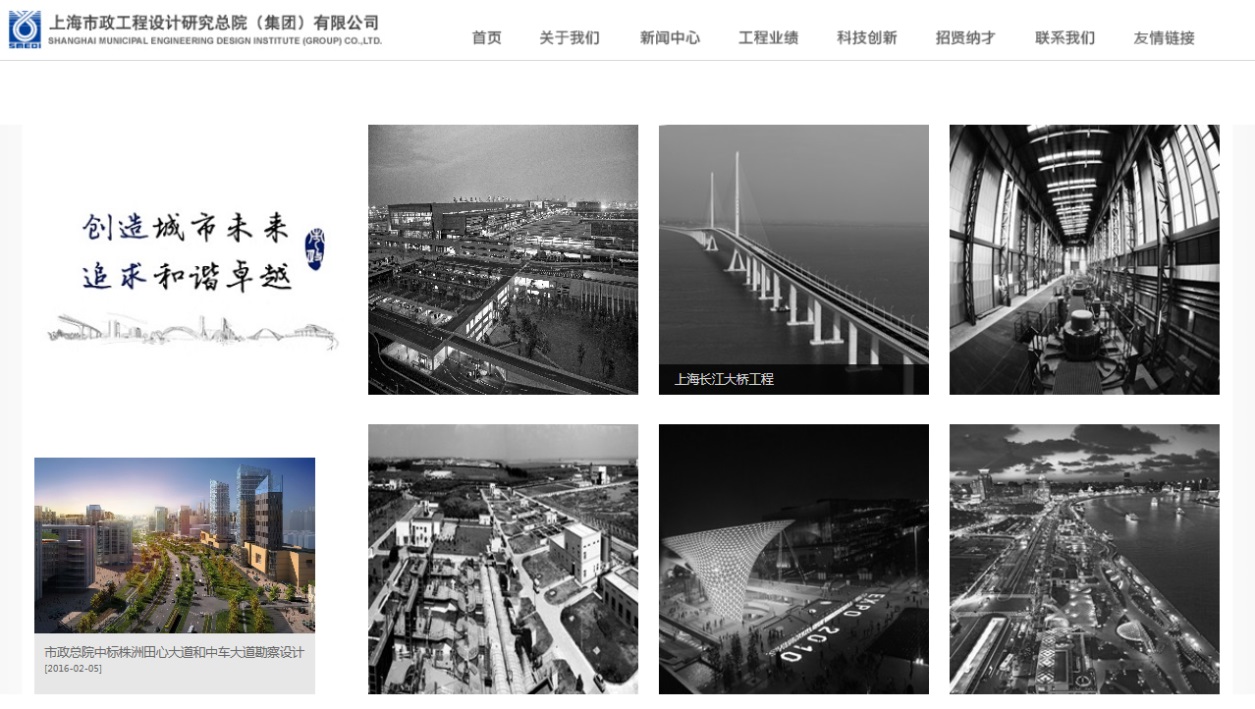 上海市政工程设计研究总院（集团）有限公司
SHANGHAI MUNICIPAL ENGINEERING DESIGN INSTITUTE (GROUP) CO.,LTD.
SMEDI
首页 关于我们 新闻中心 工程业绩 科技创新 招贤纳才 联系我们 友情链接
创造城市未来
追求和谐卓越
上海长江大桥工程
EXPO 2010
市政总院中标株洲田心大道和中车大道勘察设计
[2016-02-05]